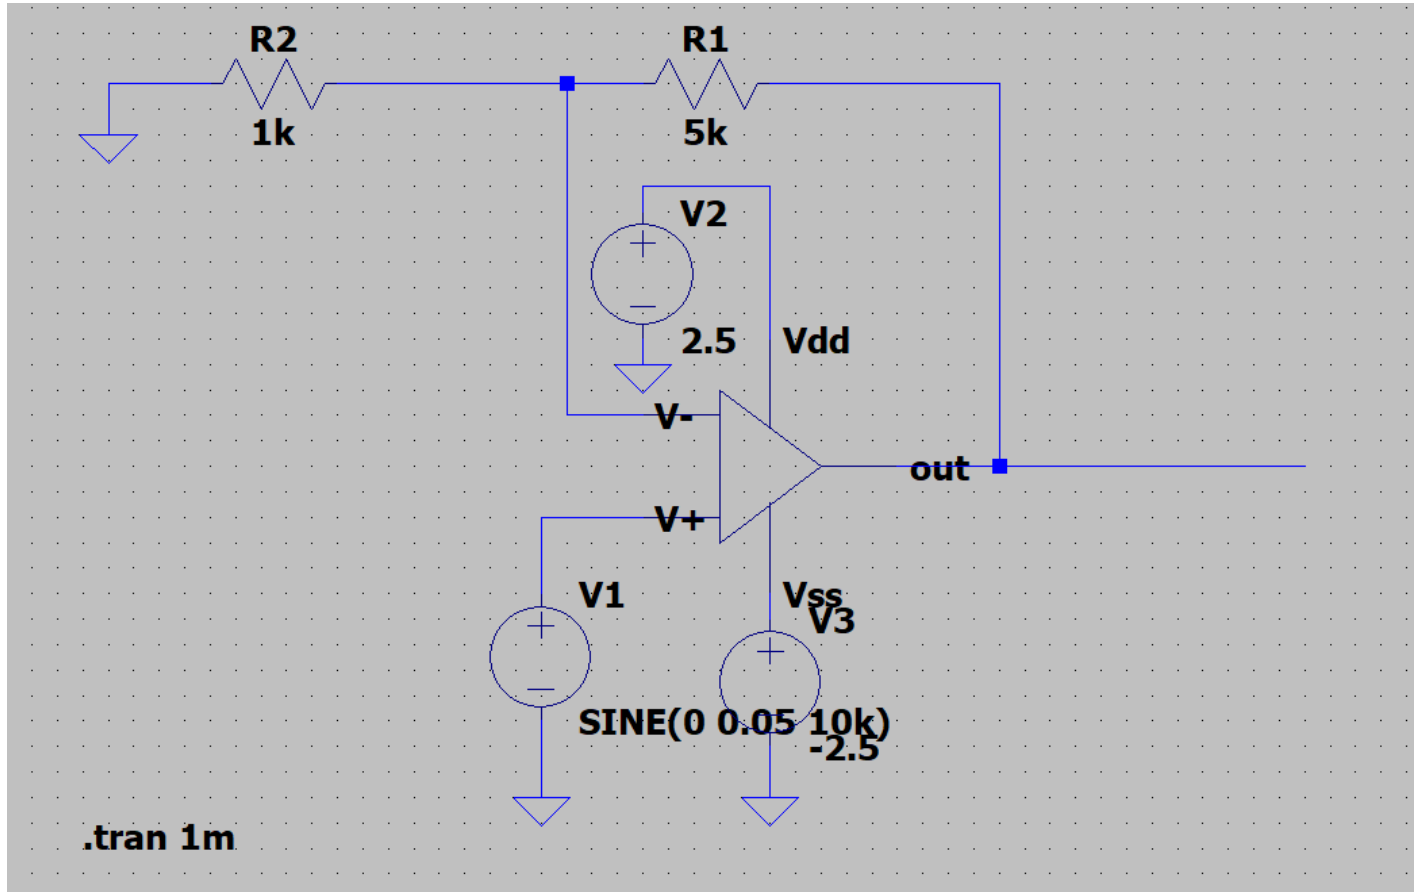 R2
R1
1k
5k
V2
2.5
Vdd
V-
out
V+
V1
Vss
V3
SINE(0 0.05 10k)
-2.5
.tran 1m